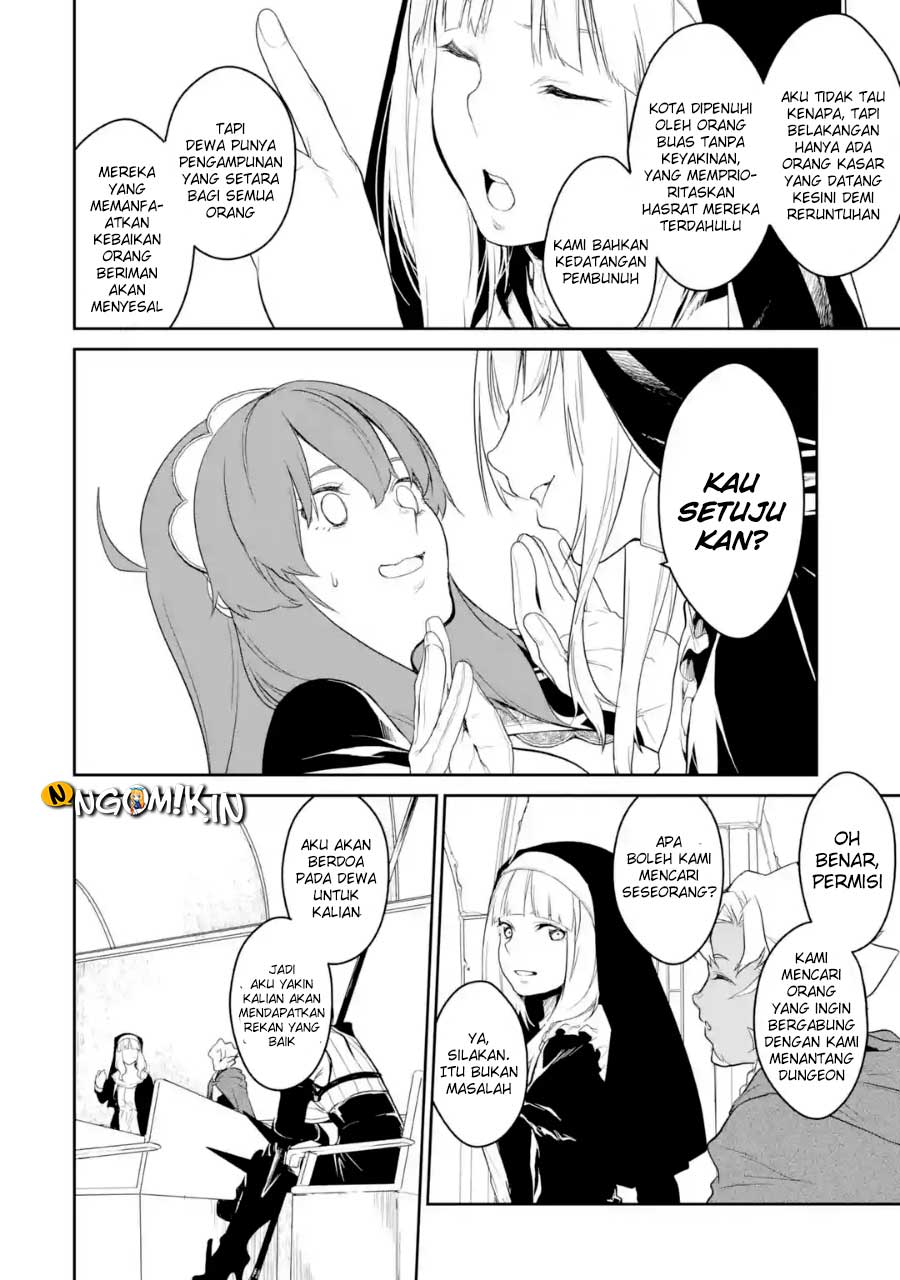 AKU TIDAK TAU
KENAPA, TAPI
BELAKANGAN
HANYA ADA
ORANG KASAR
YANG DATANG
KESINI DEMI
RERUNTUHAN
KOTA DIPENUHI
OLEH ORANG
BUAS TANPA
KEYAKINAN,
YANG MEMPRIO-
RITASKAN
HASRAT MEREKA
TERDAHULU
KAMI BAHKAN
KEDATANGAN
PEMBUNUH
TAPI
DEWA PUNYA
PENGAMPUNAN
YANG SETARA
BAGI SEMUA
ORANG
MEREKA
YANG
MEMANFA-
ATKAN
KEBAIKAN
ORANG
BERIMAN
AKAN
MENYESAL
KAU
SETUJU
KAN?
OH
BENAR,
PERMISI
KAMI
MENCARI
ORANG
YANG INGIN
BERGABUNG
DENGAN KAMI
MENANTANG
DUNGEON
APA
BOLEH KAMI
MENCARI
SESEORANG?
YA,
SILAKAN.
ITU BUKAN
MASALAH
AKU AKAN
BERDOA
PADA DEWA
UNTUK
KALIAN
JADI
AKU YAKIN
KALIAN AKAN
MENDAPATKAN
REKAN YANG
BAIK
N NGOM!KIN